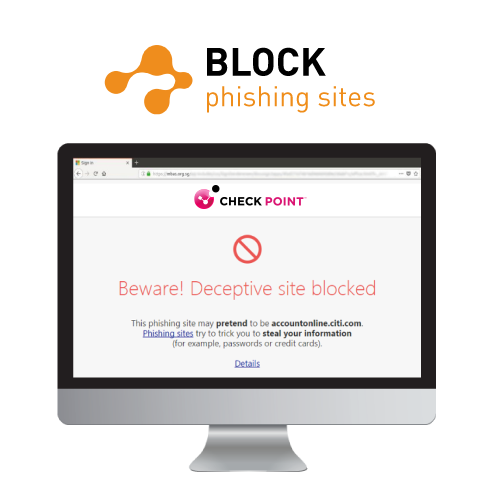 BLOCK
phishing sites
Sign in
CHECK POINT
Beware! Deceptive site blocked
This phishing site may pretend to be accountonline.citi.com.
Phishing sites try to trick you to steal your information
(for example, passwords or credit cards).
Details